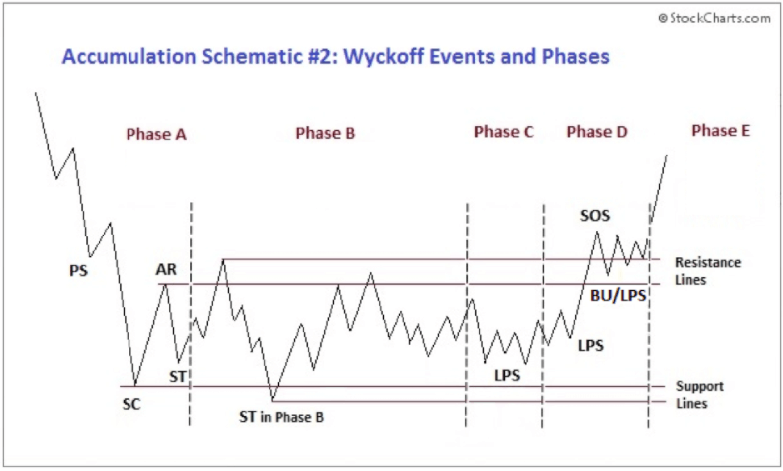 © StockCharts.com
Accumulation Schematic #2: Wyckoff Events and Phases
Phase A
Phase B
Phase C
Phase D
Phase E
SOS
PS
AR
Resistance
Lines
BU/LPS
LPS
ST
LPS
Support
Lines
SC
ST in Phase B